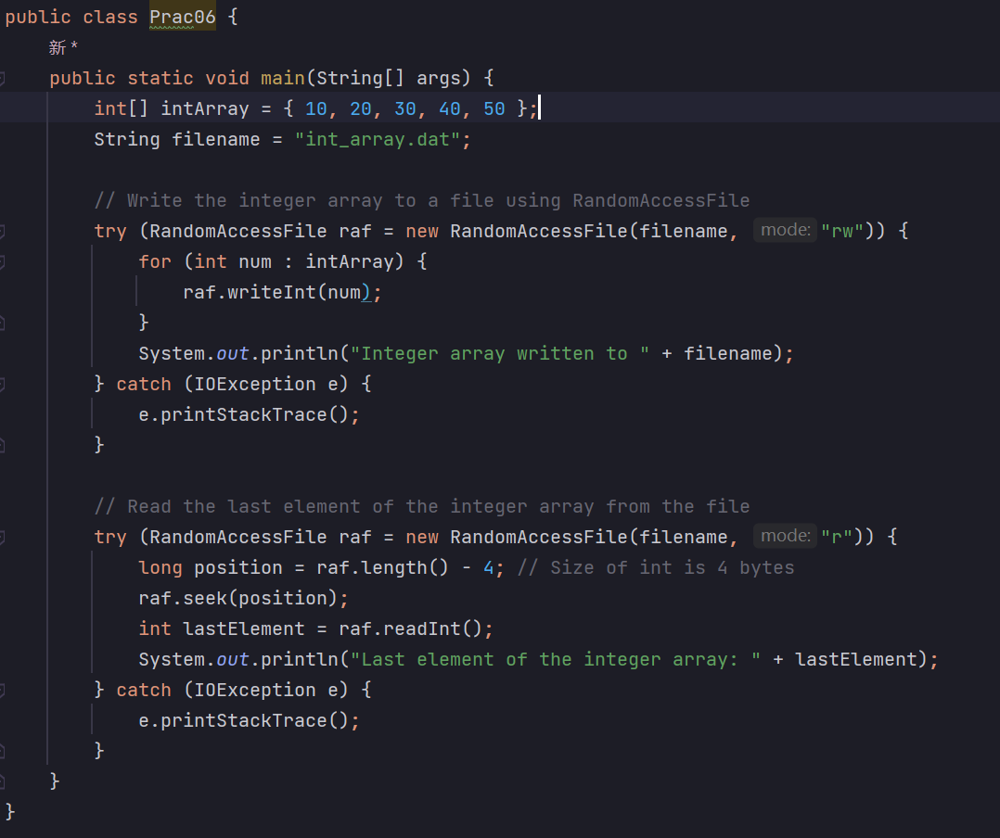 public class Prac06 {
新 *
public static void main(String[] args) {
int[] intArray = { 10, 20, 30, 40, 50 };
String filename = "int_array.dat";
// Write the integer array to a file using RandomAccessFile
try (RandomAccessFile raf = new RandomAccessFile(filename, mode: "rw")) {
for (int num : intArray) {
raf.writeInt(num);
}
System.out.println("Integer array written to " + filename);
} catch (IOException e) {
e.printStackTrace();
}
// Read the last element of the integer array from the file
try (RandomAccessFile raf = new RandomAccessFile(filename, mode: "r")) {
long position = raf.length() - 4; // Size of int is 4 bytes
raf.seek(position);
int lastElement = raf.readInt();
System.out.println("Last element of the integer array: " + lastElement);
} catch (IOException e) {
e.printStackTrace();
}
}
}